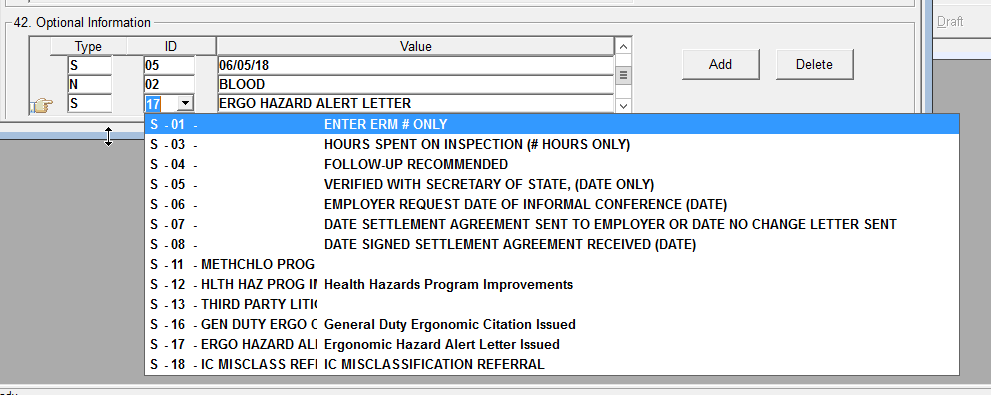 42. Optional Information
Draft
Type ID Value
S 05 06/05/18
N 02 BLOOD
S 17 ERGO HAZARD ALERT LETTER
Add Delete
S - 01 - ENTER ERM # ONLY
S - 03 - HOURS SPENT ON INSPECTION (# HOURS ONLY)
S - 04 - FOLLOW-UP RECOMMENDED
S - 05 - VERIFIED WITH SECRETARY OF STATE, (DATE ONLY)
S - 06 - EMPLOYER REQUEST DATE OF INFORMAL CONFERENCE (DATE)
S - 07 - DATE SETTLEMENT AGREEMENT SENT TO EMPLOYER OR DATE NO CHANGE LETTER SENT
S - 08 - DATE SIGNED SETTLEMENT AGREEMENT RECEIVED (DATE)
S - 11 - METHCHLO PROG
S - 12 - HLTH HAZ PROG Health Hazards Program Improvements
S - 13 - THIRD PARTY
S - 16 - GEN DUTY ERGO General Duty Ergonomic Citation Issued
S - 17 - ERGO HAZARD Ergonomic Hazard Alert Letter Issued
S - 18 - IC MISCLASS IC MISCLASSIFICATION REFERRAL